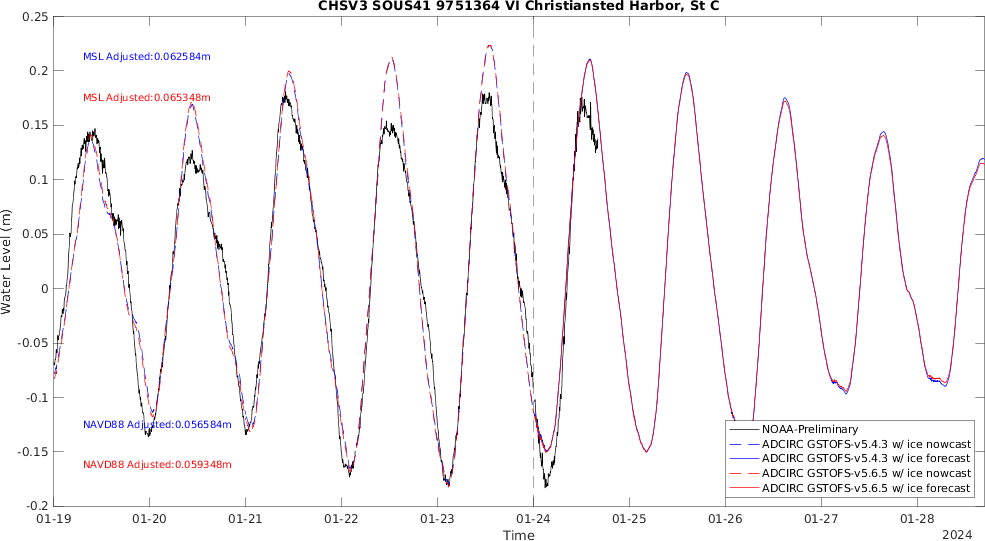 CHSV3 SOUS41 9751364 VI Christiansted Harbor, St C
0.25
0.2
0.15
0.1
0.05
0
-0.05
-0.1
-0.15
-0.2
Water Level (m)
MSL Adjusted:0.062584m
MSL Adjusted:0.065348m
NAVD88 Adjusted:0.056584m
NAVD88 Adjusted:0.059348m
NOAA-Preliminary
ADCIRC GSTOFS-v5.4.3 w/ ice nowcast
ADCIRC GSTOFS-v5.4.3 w/ ice forecast
ADCIRC GSTOFS-v5.6.5 w/ ice nowcast
ADCIRC GSTOFS-v5.6.5 w/ ice forecast
01-19 01-20 01-21 01-22 01-23 01-24 01-25 01-26 01-27 01-28
Time
2024